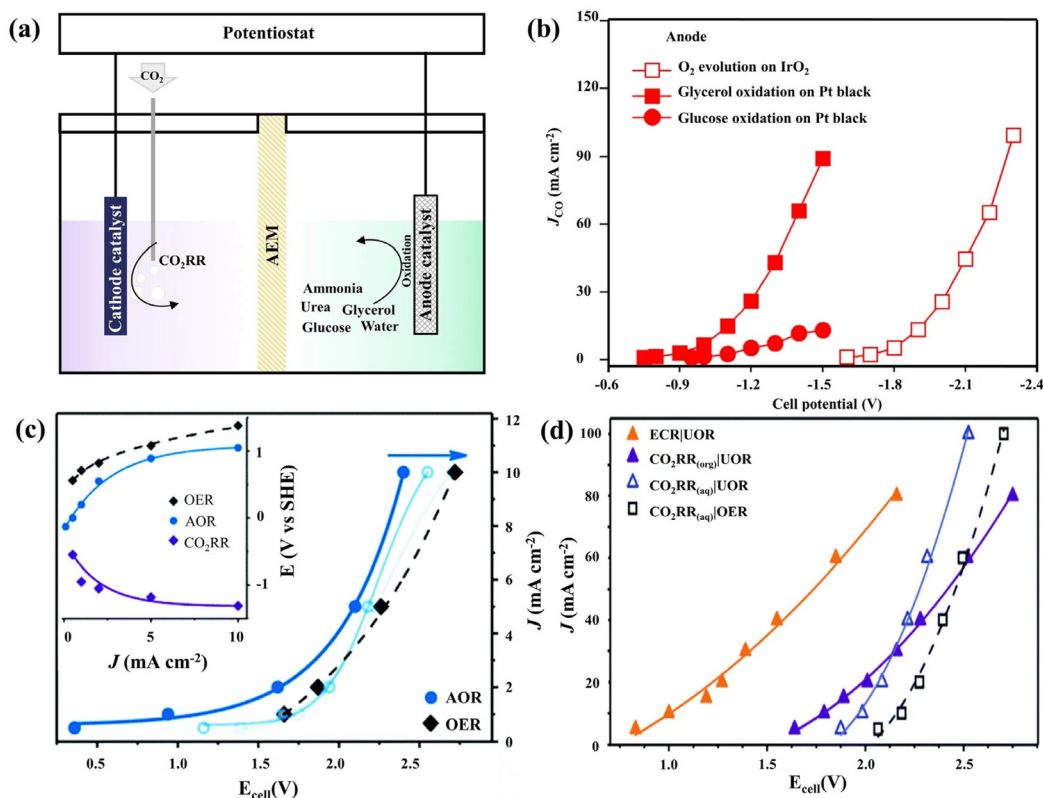 (a)
Potentiostat
CO2
Cathode catalyst
CO2RR
AEM
Ammonia
Urea Glycerol
Glucose Water
Oxidation
Anode catalyst
(b)
Anode
O2 evolution on IrO2
Glycerol oxidation on Pt black
Glucose oxidation on Pt black
JCO (mA cm-2)
150
120
90
60
30
0
-0.6 -0.9 -1.2 -1.5 -1.8 -2.1 -2.4
Cell potential (V)
(c)
OER
AOR
CO2RR
E (V vs SHE)
1
0
-1
0 5 10
J (mA cm-2)
J (mA cm-2)
12
10
8
6
4
2
0
AOR
OER
0.5 1.0 1.5 2.0 2.5
Ecell(V)
(d)
ECR|UOR
CO2RR(org)|UOR
CO2RR(aq)|UOR
CO2RR(aq)|OER
J (mA cm-2)
100
80
60
40
20
0
1.0 1.5 2.0 2.5
Ecell(V)